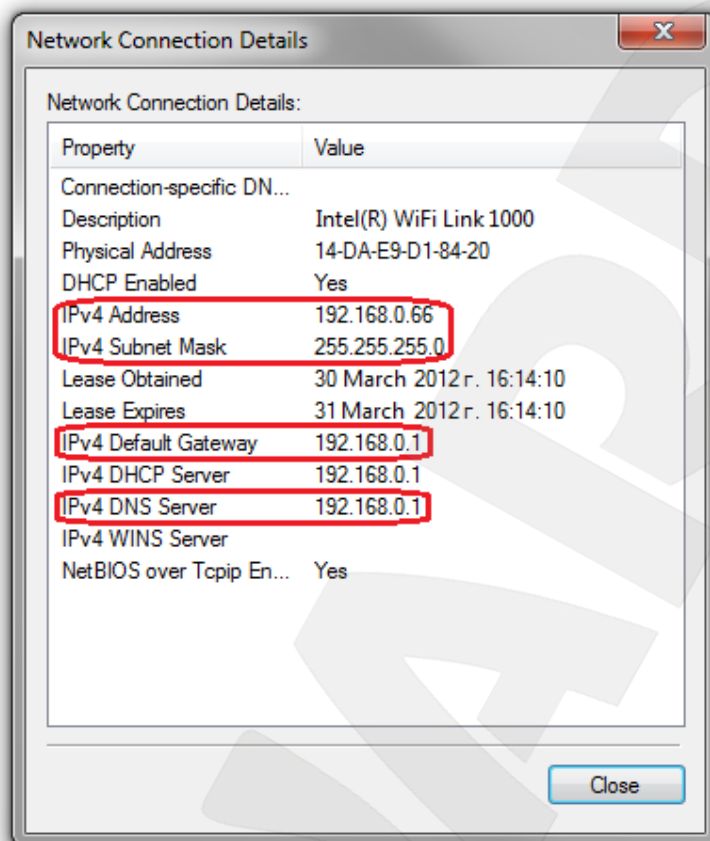 Network Connection Details
Network Connection Details:
Property Value
Connection-specific DN...
Description Intel(R) WiFi Link 1000
Physical Address 14-DA-E9-D1-84-20
DHCP Enabled Yes
IPv4 Address 192.168.0.66
IPv4 Subnet Mask 255.255.255.0
Lease Obtained 30 March 2012 г. 16:14:10
Lease Expires 31 March 2012 г. 16:14:10
IPv4 Default Gateway 192.168.0.1
IPv4 DHCP Server 192.168.0.1
IPv4 DNS Server 192.168.0.1
IPv4 WINS Server
NetBIOS over Tcpip En... Yes
Close